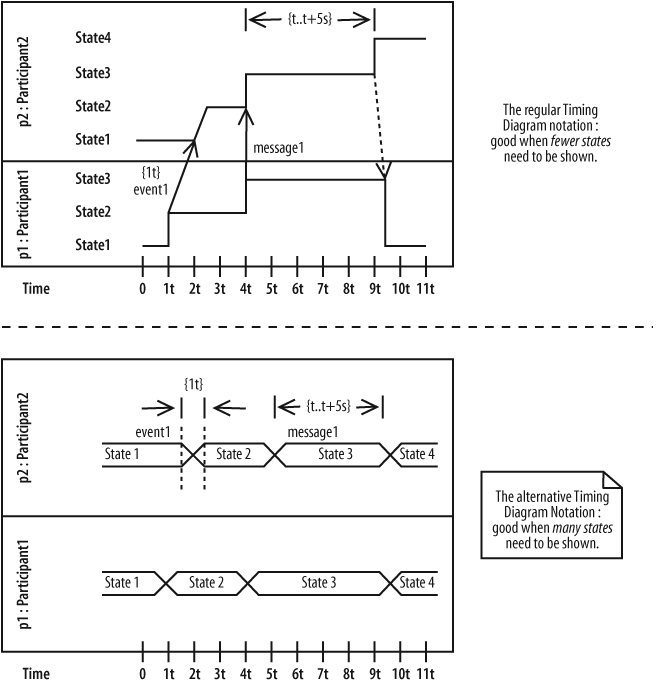 {t..t+5s}
p2 : Participant2
State4
State3
State2
State1
message1
{1t}
event1
p1 : Participant1
State3
State2
State1
Time 0 1t 2t 3t 4t 5t 6t 7t 8t 9t 10t 11t
The regular Timing
Diagram notation :
good when fewer states
need to be shown.
{1t}
{t..t+5s}
p2 : Participant2
event1 message1
State 1 State 2 State 3 State 4
p1 : Participant1
State 1 State 2 State 3 State 4
Time 0 1t 2t 3t 4t 5t 6t 7t 8t 9t 10t 11t
The alternative Timing
Diagram Notation :
good when many states
need to be shown.